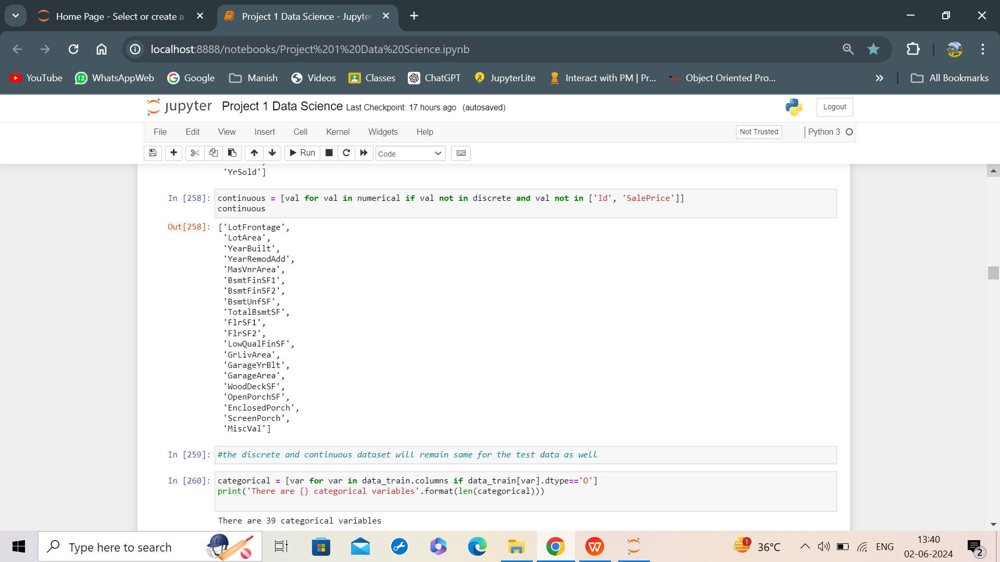 Home Page - Select or create a
Project 1 Data Science - Jupyter
localhost:8888/notebooks/Project%201%20Data%20Science.ipynb
YouTube
12
WhatsAppWeb
Google
Manish
Videos
Classes
ChatGPT
JupyterLite
Interact with PM | Pr...
Object Oriented Pro...
All Bookmarks
jupyter
Project 1 Data Science Last Checkpoint: 17 hours ago (autosaved)
Logout
File Edit View Insert Cell Kernel Widgets Help
Not Trusted
Python 3
Run
Code
'YrSold']
In [258]: continuous = [val for val in numerical if val not in discrete and val not in ['Id', 'SalePrice']]
continuous
Out[258]: ['LotFrontage',
'LotArea',
'YearBuilt',
'YearRemodAdd',
'MasVnrArea',
'BsmtFinSF1',
'BsmtFinSF2',
'BsmtUnfSF',
'TotalBsmtSF',
'FlrSF1',
'FlrSF2',
'LowQualFinSF',
'GrLivArea',
'GarageYrBlt',
'GarageArea',
'WoodDeckSF',
'OpenPorchSF',
'EnclosedPorch',
'ScreenPorch',
'MiscVal']
In [259]: #the discrete and continuous dataset will remain same for the test data as well
In [260]: categorical = [var for var in data_train.columns if data_train[var].dtype=='O']
print('There are {} categorical variables'.format(len(categorical)))
There are 39 categorical variables
Type here to search
W
1
36°C
ENG
13:40
02-06-2024
2